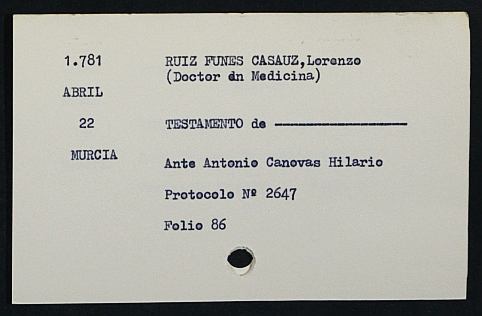 1.781
RUIZ FUNES CASAUZ,Lorenzo
(Doctor dn Medicina)
ABRIL
22
TESTAMENTO de ------------------
MURCIA
Ante Antonio Canovas Hilario
Protocolo Nº 2647
Folio 86